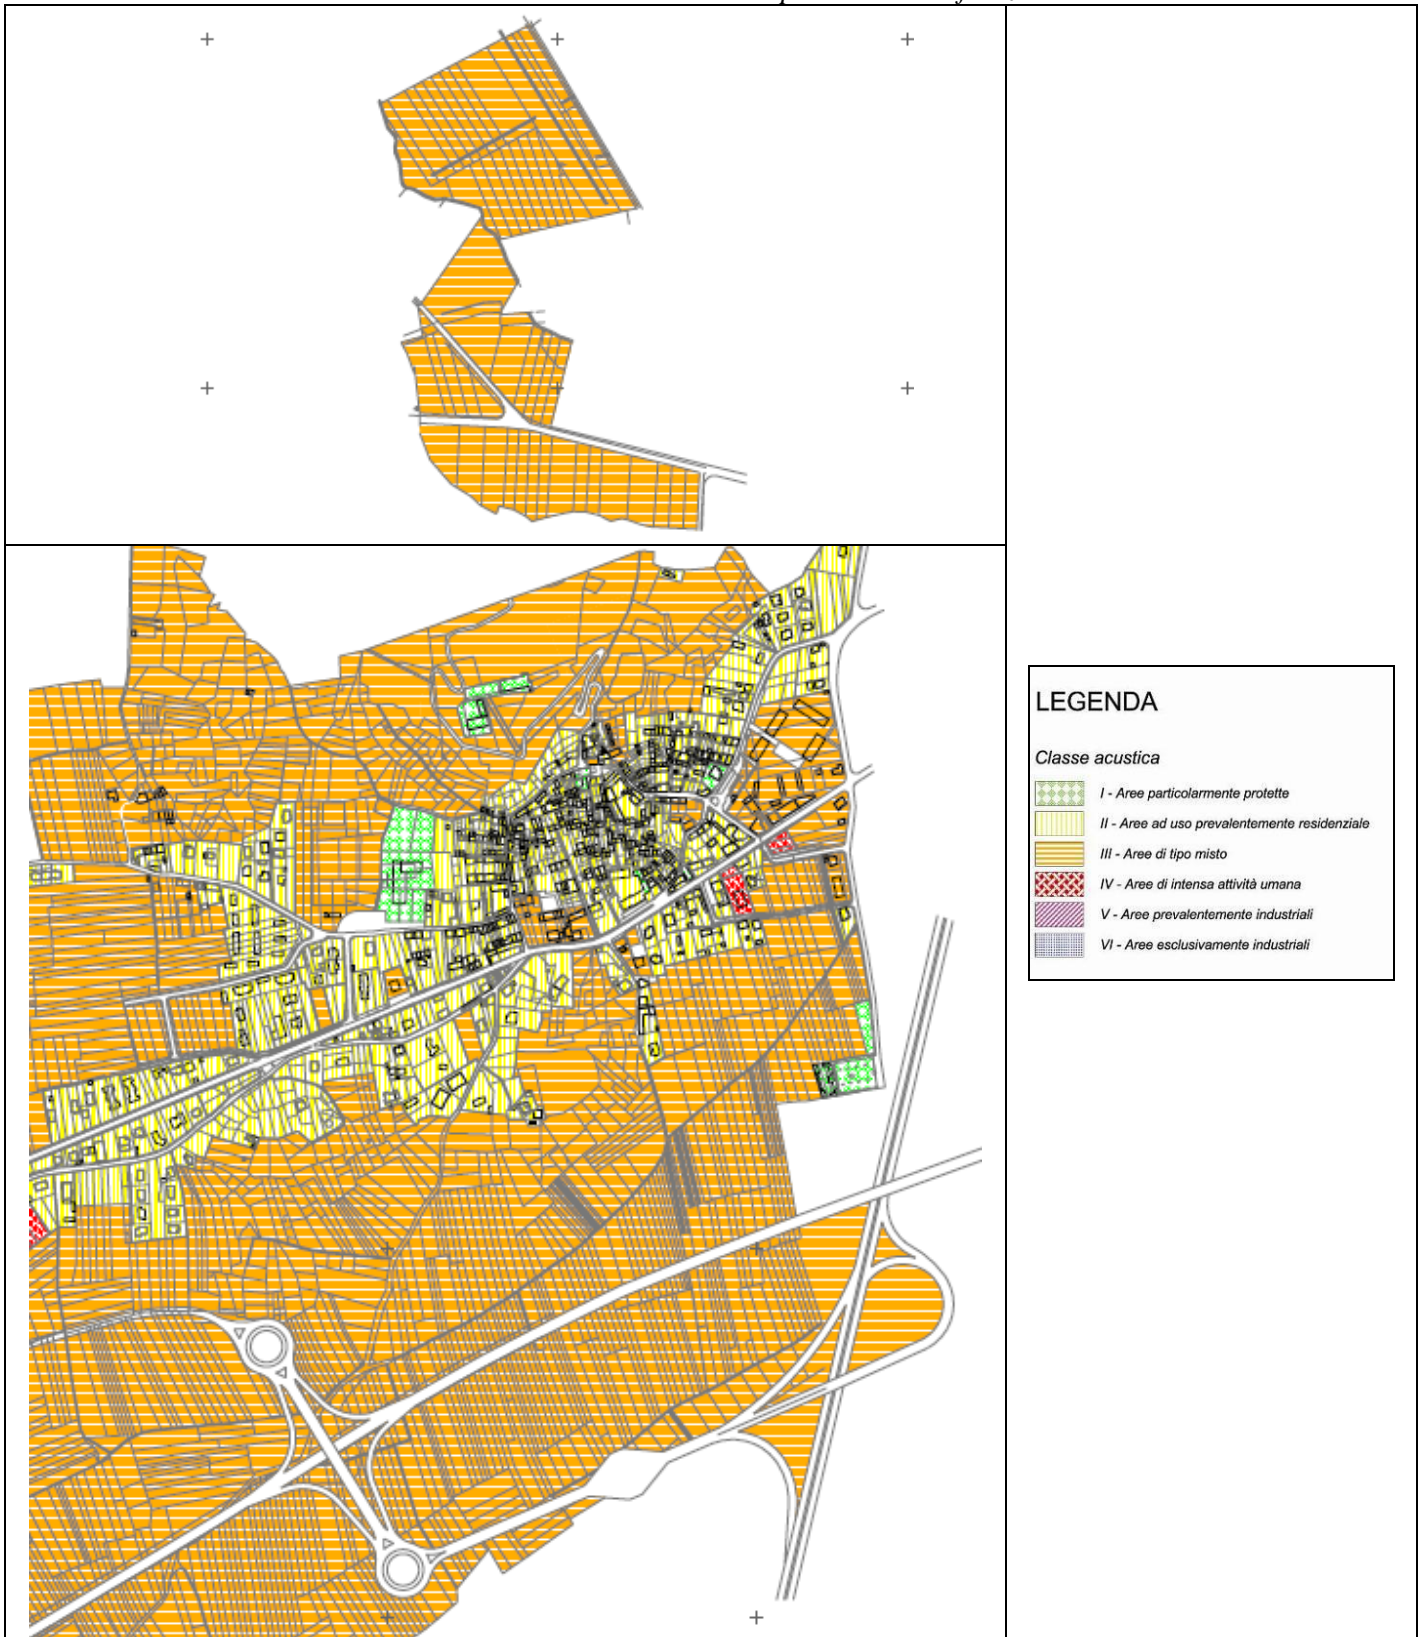 LEGENDA
Classe acustica
I - Aree particolarmente protette
II - Aree ad uso prevalentemente residenziale
III - Aree di tipo misto
IV - Aree di intensa attività umana
V - Aree prevalentemente industriali
VI - Aree esclusivamente industriali